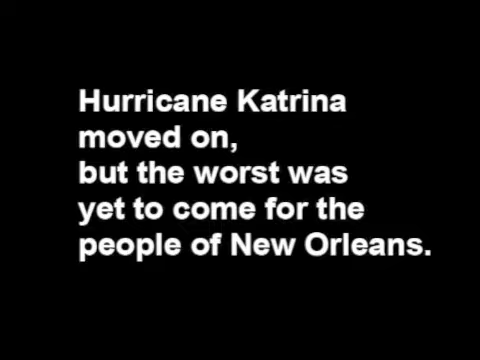 Hurricane Katrina
moved on,
but the worst was
yet to come for the
people of New Orleans.